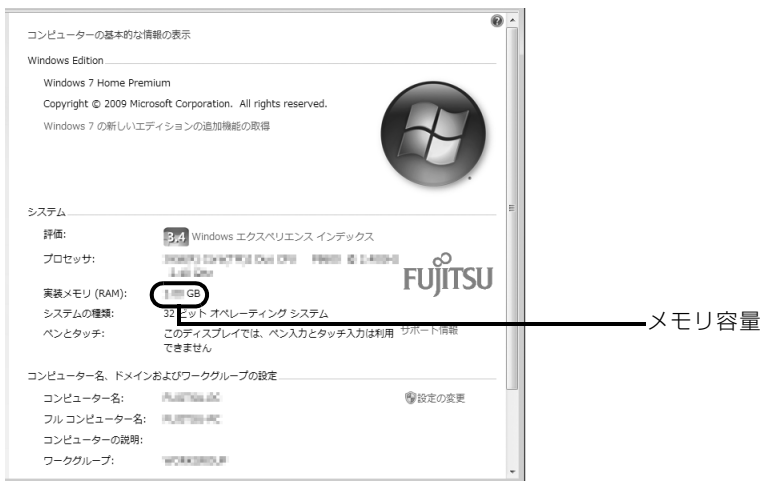 コンピューターの基本的な情報の表示
Windows Edition
Windows 7 Home Premium
Copyright © 2009 Microsoft Corporation. All rights reserved.
Windows 7 の新しいエディションの追加機能の取得
システム
評価: 3.4 Windows エクスペリエンス インデックス
プロセッサ:
FUJITSU
実装メモリ (RAM): GB
システムの種類: 32 ビット オペレーティング システム
メモリ容量
ペンとタッチ: このディスプレイでは、ペン入力とタッチ入力は利用できません
サポート情報
コンピューター名、ドメインおよびワークグループの設定
コンピューター名:
設定の変更
フル コンピューター名:
コンピューターの説明:
ワークグループ: